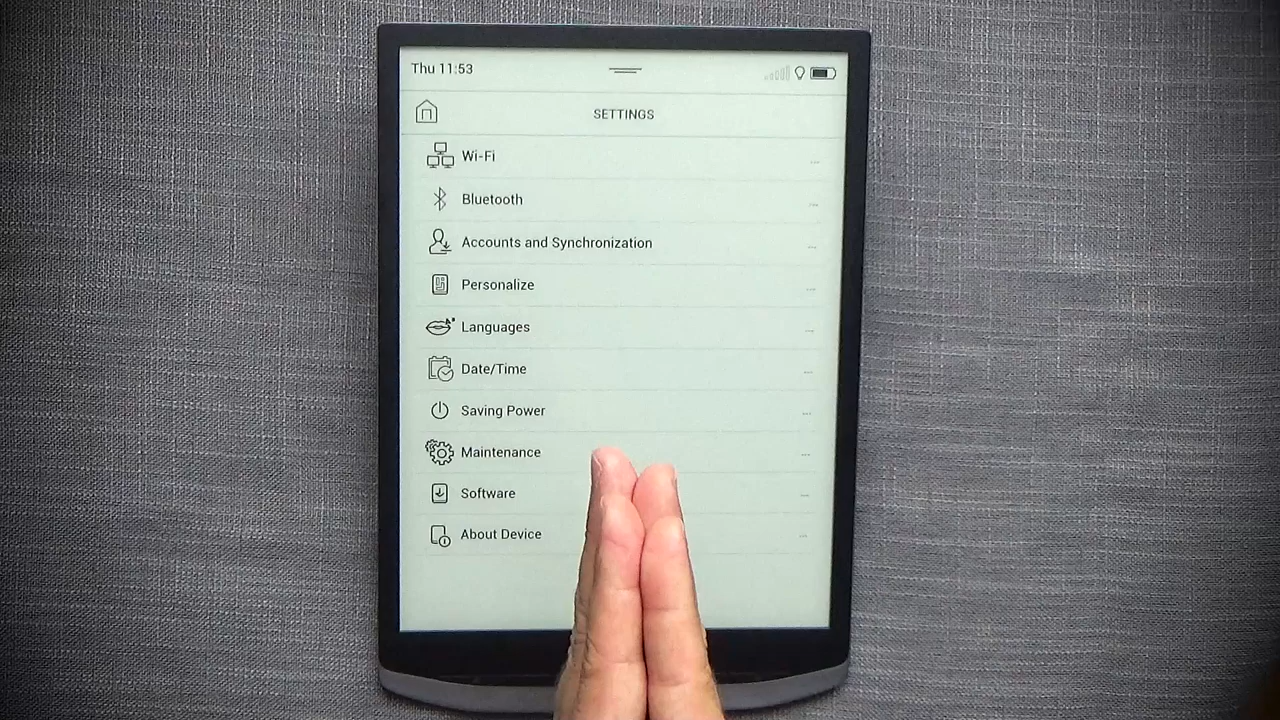 Thu 11:53
SETTINGS
Wi-Fi ...
Bluetooth ...
Accounts and Synchronization ...
Personalize ...
Languages ...
Date/Time ...
Saving Power ...
Maintenance ...
Software ...
About Device ...